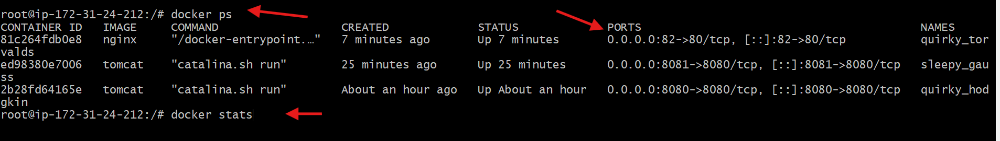 root@ip-172-31-24-212:/# docker ps
CONTAINER ID   IMAGE     COMMAND                  CREATED             STATUS             PORTS                                         NAMES
81c264fdb0e8   nginx     "/docker-entrypoint.…"   7 minutes ago       Up 7 minutes       0.0.0.0:82->80/tcp, [::]:82->80/tcp           quirky_tor
valds
ed98380e7006   tomcat    "catalina.sh run"        25 minutes ago      Up 25 minutes      0.0.0.0:8081->8080/tcp, [::]:8081->8080/tcp   sleepy_gau
ss
2b28fd64165e   tomcat    "catalina.sh run"        About an hour ago   Up About an hour   0.0.0.0:8080->8080/tcp, [::]:8080->8080/tcp   quirky_hod
gkin
root@ip-172-31-24-212:/# docker stats